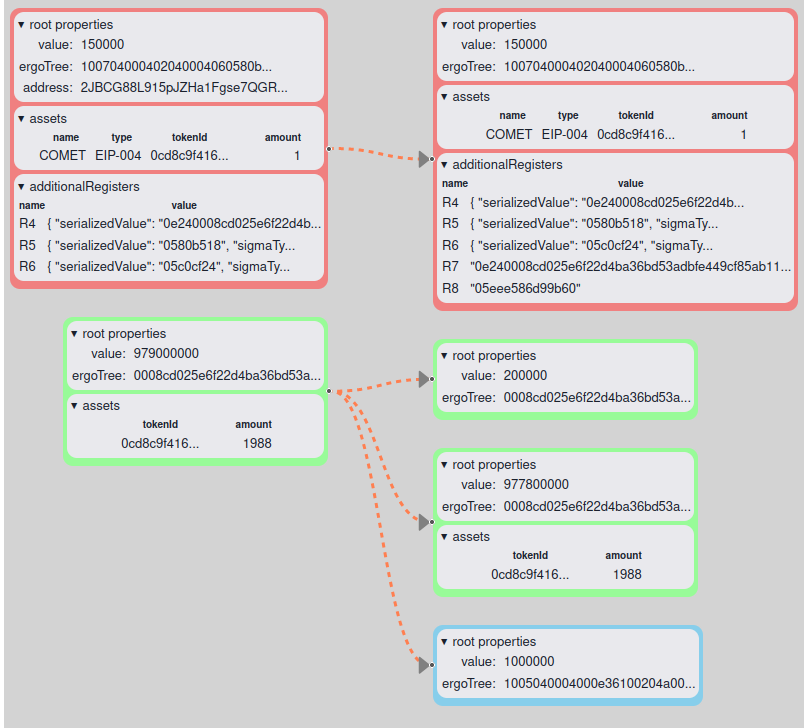 ▼ root properties
value: 150000
ergoTree: 100704000402040004060580b...
address: 2JBCG88L915pJZHa1Fgse7QGR...
▼ assets
name type tokenId amount
COMET EIP-004 0cd8c9f416... 1
▼ additionalRegisters
name value
R4 { "serializedValue": "0e240008cd025e6f22d4b...
R5 { "serializedValue": "0580b518", "sigmaTy...
R6 { "serializedValue": "05c0cf24", "sigmaTy...
▼ root properties
value: 979000000
ergoTree: 0008cd025e6f22d4ba36bd53a...
▼ assets
tokenId amount
0cd8c9f416... 1988
▼ root properties
value: 150000
ergoTree: 100704000402040004060580b...
▼ assets
name type tokenId amount
COMET EIP-004 0cd8c9f416... 1
▼ additionalRegisters
name value
R4 { "serializedValue": "0e240008cd025e6f22d4b...
R5 { "serializedValue": "0580b518", "sigmaTy...
R6 { "serializedValue": "05c0cf24", "sigmaTy...
R7 "0e240008cd025e6f22d4ba36bd53adbfe449cf85ab11...
R8 "05eee586d99b60"
▼ root properties
value: 200000
ergoTree: 0008cd025e6f22d4ba36bd53a...
▼ root properties
value: 977800000
ergoTree: 0008cd025e6f22d4ba36bd53a...
▼ assets
tokenId amount
0cd8c9f416... 1988
▼ root properties
value: 1000000
ergoTree: 1005040004000e36100204a00...